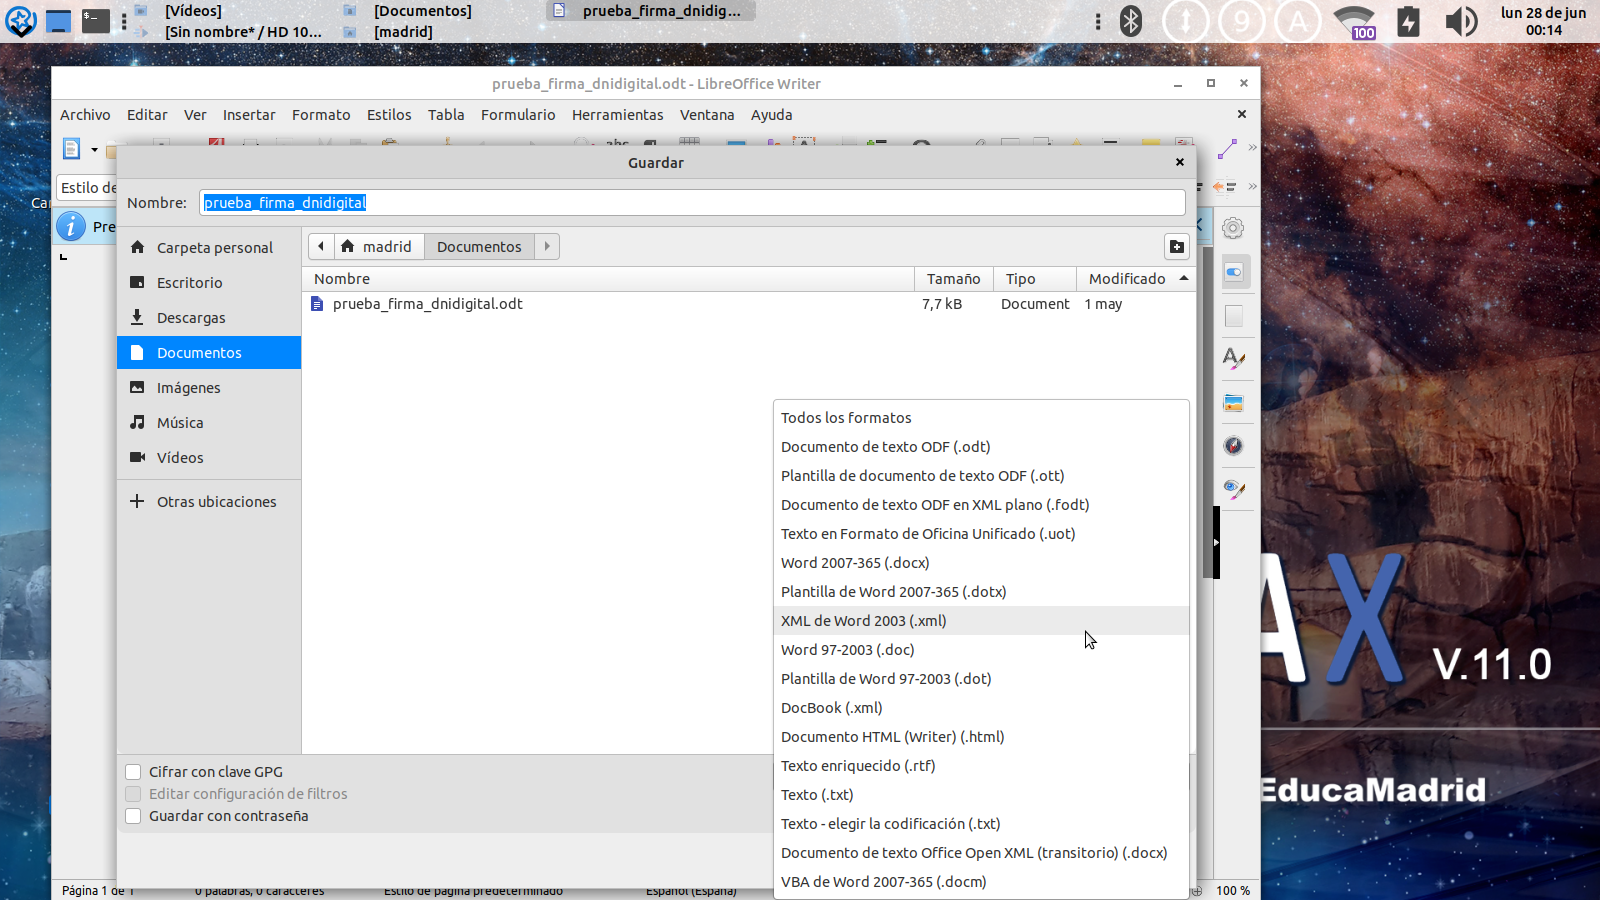 [Vídeos]
[Sin nombre* / HD 10...
[Documentos]
[madrid]
prueba_firma_dnidig...
9
A
100
lun 28 de jun
00:14
prueba_firma_dnidigital.odt - LibreOffice Writer
Archivo Editar Ver Insertar Formato Estilos Tabla Formulario Herramientas Ventana Ayuda
Guardar
Estilo de
Nombre: prueba_firma_dnidigital
Pre
Carpeta personal
Escritorio
Descargas
Documentos
Imágenes
Música
Vídeos
Otras ubicaciones
madrid Documentos
Nombre Tamaño Tipo Modificado
prueba_firma_dnidigital.odt 7,7 kB Document 1 may
Todos los formatos
Documento de texto ODF (.odt)
Plantilla de documento de texto ODF (.ott)
Documento de texto ODF en XML plano (.fodt)
Texto en Formato de Oficina Unificado (.uot)
Word 2007-365 (.docx)
Plantilla de Word 2007-365 (.dotx)
XML de Word 2003 (.xml)
Word 97-2003 (.doc)
Plantilla de Word 97-2003 (.dot)
DocBook (.xml)
Documento HTML (Writer) (.html)
Texto enriquecido (.rtf)
Texto (.txt)
Texto - elegir la codificación (.txt)
Documento de texto Office Open XML (transitorio) (.docx)
VBA de Word 2007-365 (.docm)
Cifrar con clave GPG
Editar configuración de filtros
Guardar con contraseña
Página 1 de 1 0 palabras, 0 caracteres Estilo de página predeterminado Español (España) 100 %
AX
V.11.0
EducaMadrid